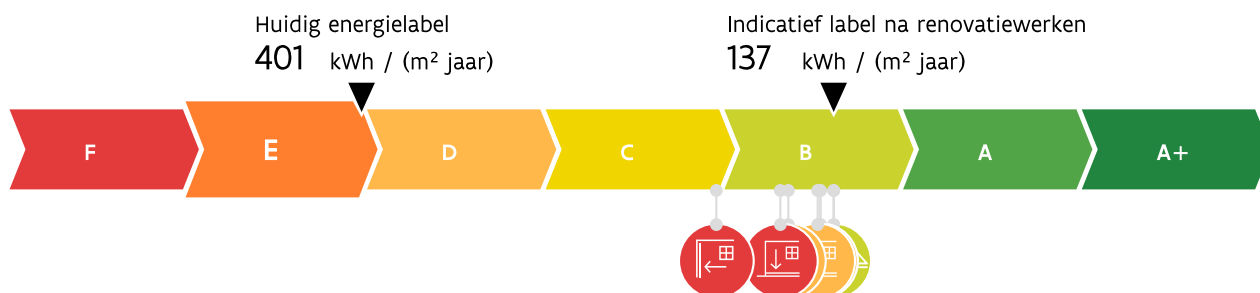 Huidig energielabel
401 kWh / (m² jaar)
Indicatief label na renovatiewerken
137 kWh / (m² jaar)
F E D C B A A+